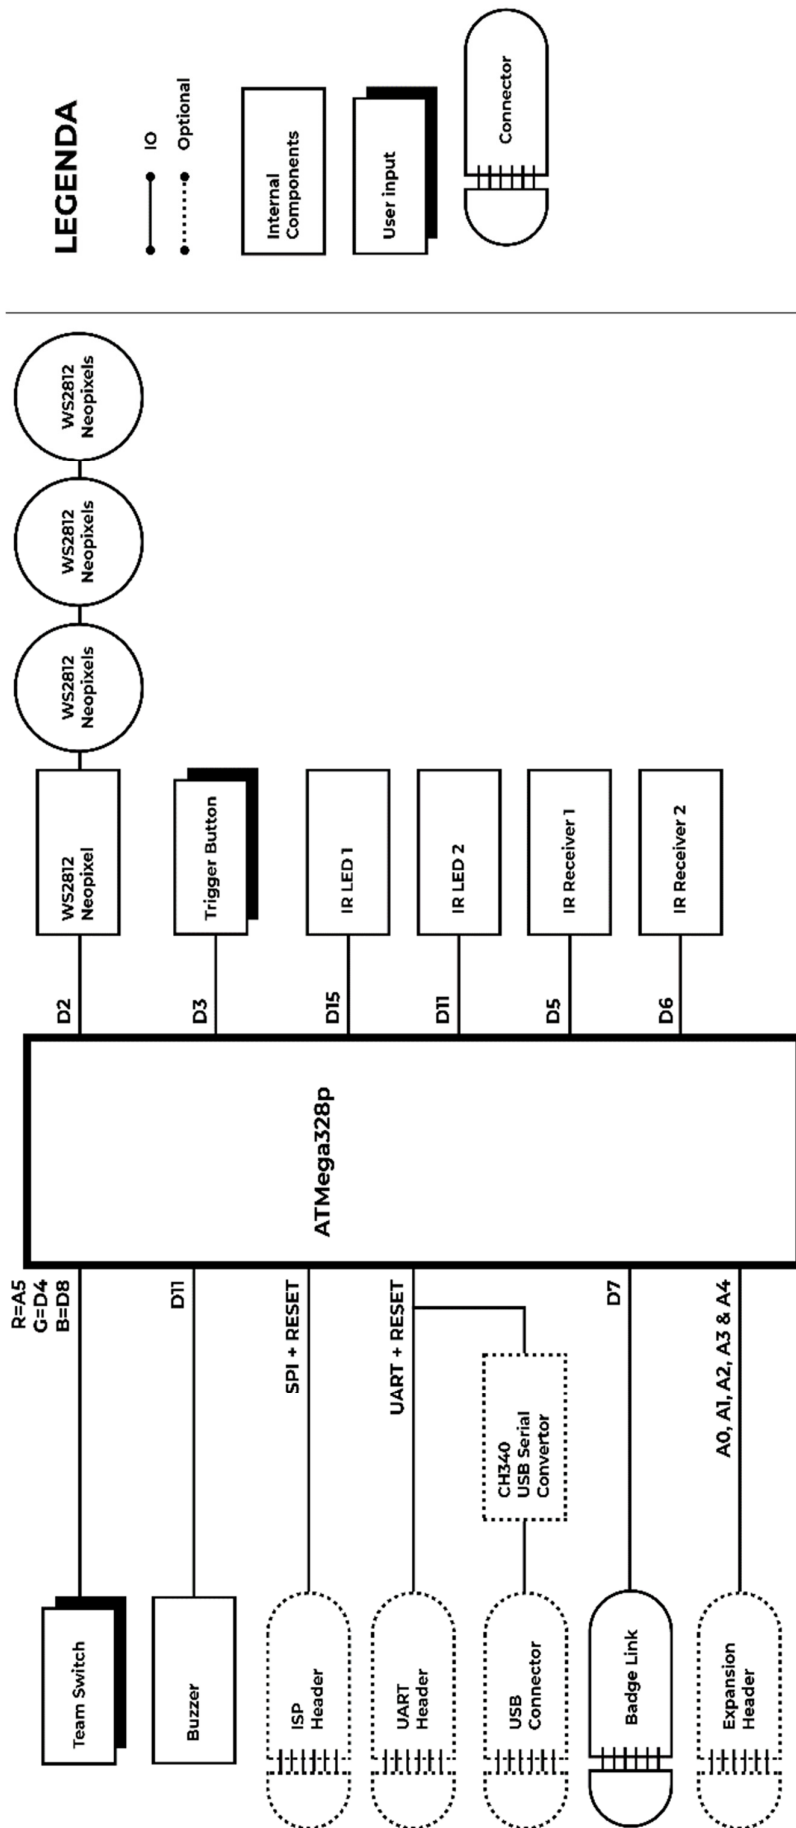 LEGENDA
IO
Optional
Internal
Components
User input
Connector
R=A5
G=D4
B=D8
Team Switch
D11
Buzzer
SPI + RESET
ISP
Header
UART + RESET
UART
Header
CH340
USB Serial
Convertor
USB
Connector
D7
Badge Link
A0, A1, A2, A3 & A4
Expansion
Header
ATMega328p
D2
WS2812
Neopixel
WS2812
Neopixels
WS2812
Neopixels
WS2812
Neopixels
D3
Trigger Button
D15
IR LED 1
D11
IR LED 2
D5
IR Receiver 1
D6
IR Receiver 2